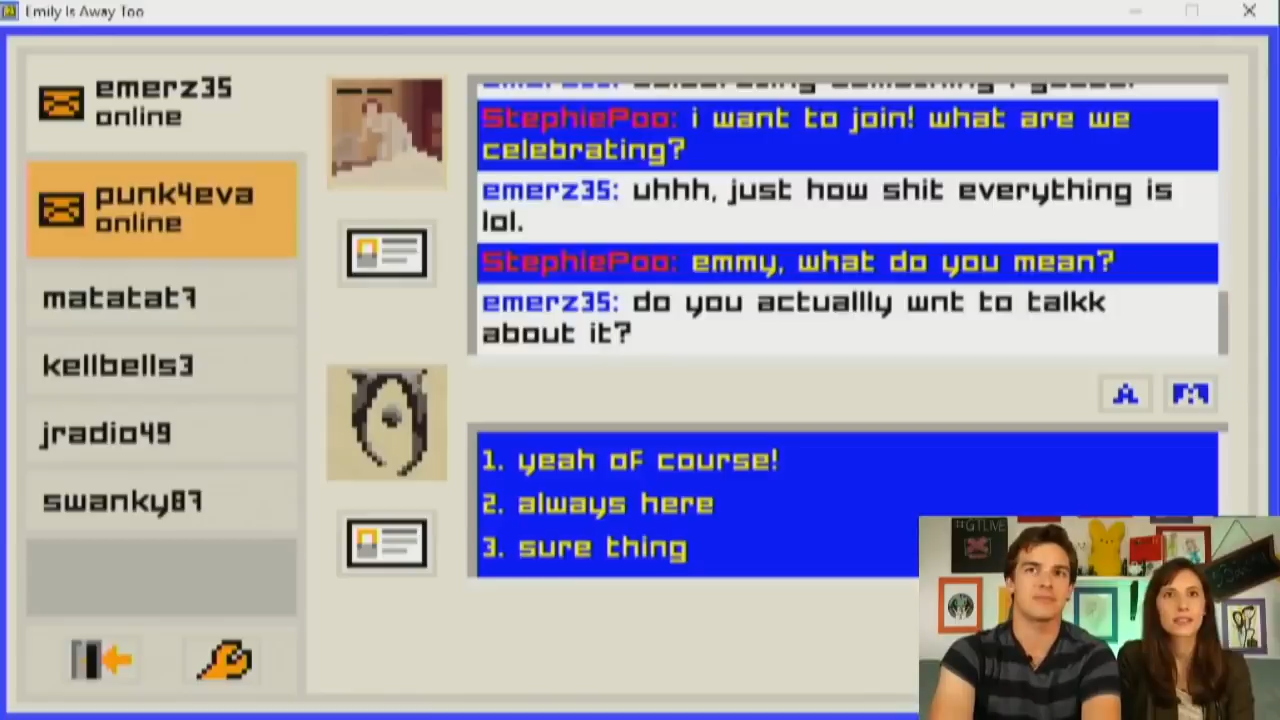 Emily Is Away Too
emerz35
online
punk4eva
online
matatat7
kellbells3
jradio49
swanky87
StephiePoo: i want to join! what are we
celebrating?
emerz35: uhhh, just how shit everything is
lol.
StephiePoo: emmy, what do you mean?
emerz35: do you actuallly wnt to talkk
about it?
A
1. yeah of course!
2. always here
3. sure thing
#GTLIVE